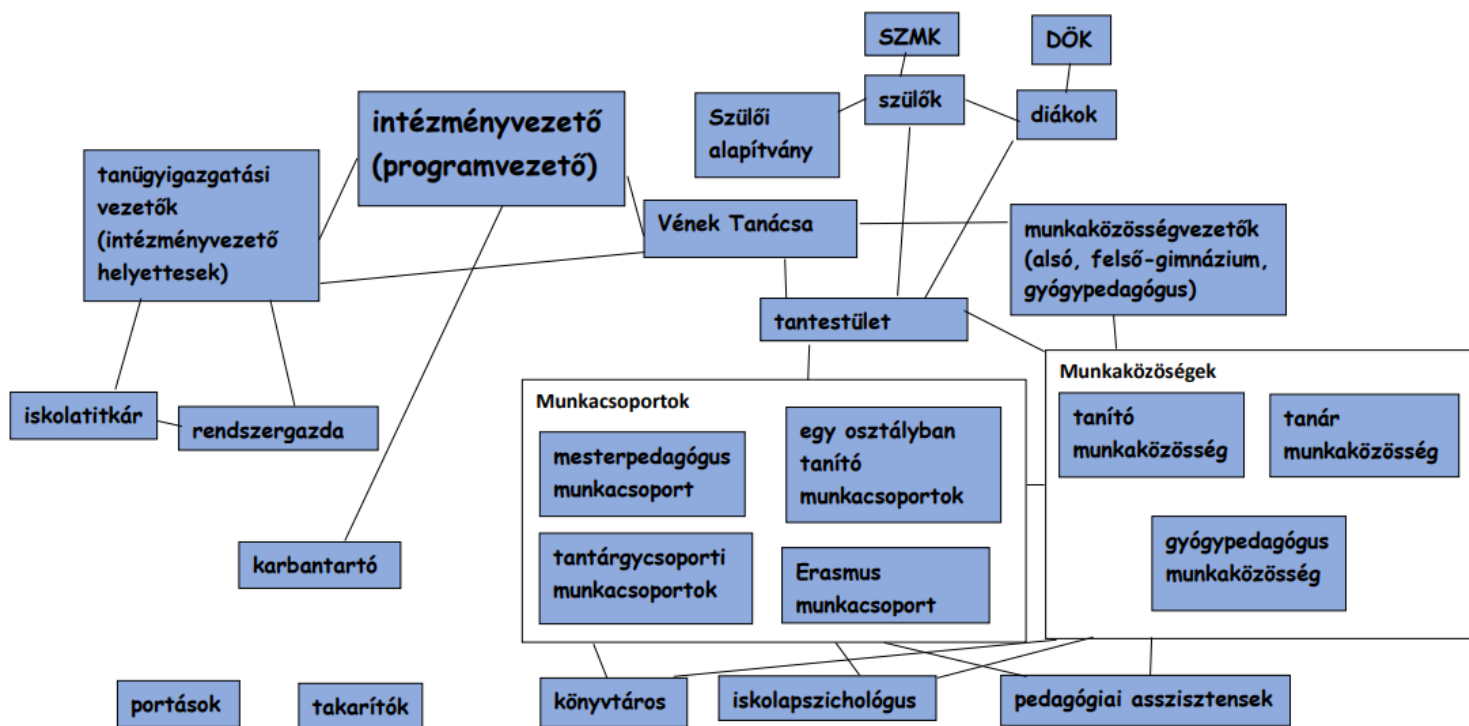 SZMK
DÖK
szülők
diákok
Szülői
alapítvány
intézményvezető
(programvezető)
tanügyigazgatási
vezetők
(intézményvezető
helyettesek)
Vének Tanácsa
munkaközösségvezetők
(alsó, felső-gimnázium,
gyógypedagógus)
tantestület
iskolatitkár
rendszergazda
karbantartó
Munkacsoportok
mesterpedagógus
munkacsoport
egy osztályban
tanító
munkacsoportok
tantárgycsoporti
munkacsoportok
Erasmus
munkacsoport
Munkaközöségek
tanító
munkaközösség
tanár
munkaközösség
gyógypedagógus
munkaközösség
portások
takarítók
könyvtáros
iskolapszichológus
pedagógiai asszisztensek